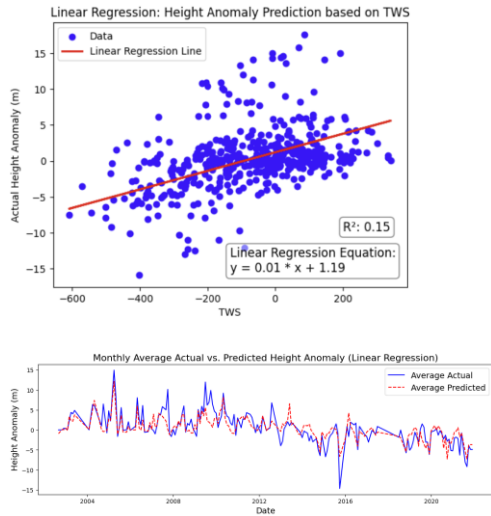 Linear Regression: Height Anomaly Prediction based on TWS
Data
Linear Regression Line
Actual Height Anomaly (m)
15
10
5
0
−5
−10
−15
R²: 0.15
Linear Regression Equation:
y = 0.01 * x + 1.19
−600
−400
−200
0
200
TWS
Monthly Average Actual vs. Predicted Height Anomaly (Linear Regression)
Average Actual
Average Predicted
Height Anomaly (m)
15
10
5
0
−5
−10
−15
2004
2008
2012
2016
2020
Date